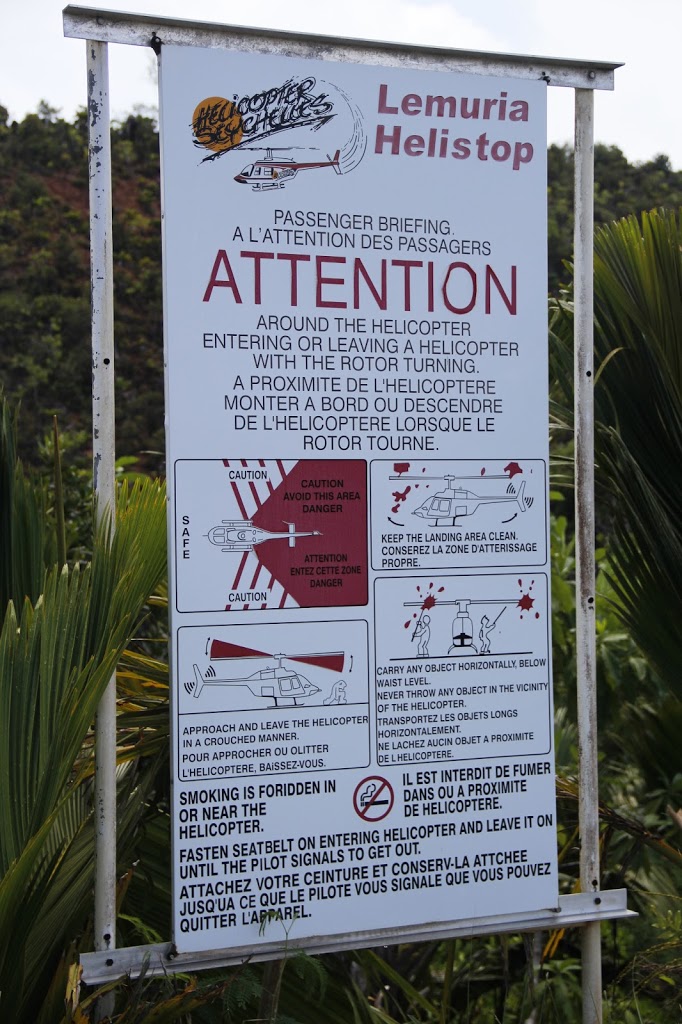 HELICOPTER
SEYCHELLES
Lemuria
Helistop
PASSENGER BRIEFING.
A L'ATTENTION DES PASSAGERS
ATTENTION
AROUND THE HELICOPTER
ENTERING OR LEAVING A HELICOPTER
WITH THE ROTOR TURNING.
A PROXIMITE DE L'HELICOPTERE
MONTER A BORD OU DESCENDRE
DE L'HELICOPTERE LORSQUE LE
ROTOR TOURNE.
SAFE
CAUTION
CAUTION
AVOID THIS AREA
DANGER
ATTENTION
ENTEZ CETTE ZONE
DANGER
CAUTION
KEEP THE LANDING AREA CLEAN.
CONSEREZ LA ZONE D'ATTERISSAGE
PROPRE.
APPROACH AND LEAVE THE HELICOPTER
IN A CROUCHED MANNER.
POUR APPROCHER OU OLITTER
L'HELICOPTERE, BAISSEZ-VOUS.
CARRY ANY OBJECT HORIZONTALLY, BELOW
WAIST LEVEL.
NEVER THROW ANY OBJECT IN THE VICINITY
OF THE HELICOPTER.
TRANSPORTEZ LES OBJETS LONGS
HORIZONTALEMENT.
NE LACHEZ AUCIN OBJET A PROXIMITE
DE L HELICOPTERE.
SMOKING IS FORIDDEN IN
OR NEAR THE
HELICOPTER.
IL EST INTERDIT DE FUMER
DANS OU A PROXIMITE
DE HELICOPTERE.
FASTEN SEATBELT ON ENTERING HELICOPTER AND LEAVE IT ON
UNTIL THE PILOT SIGNALS TO GET OUT.
ATTACHEZ VOTRE CEINTURE ET CONSERV-LA ATTCHEE
JUSQU'A CE QUE LE PILOTE VOUS SIGNALE QUE VOUS POUVEZ
QUITTER L'APPAREL.